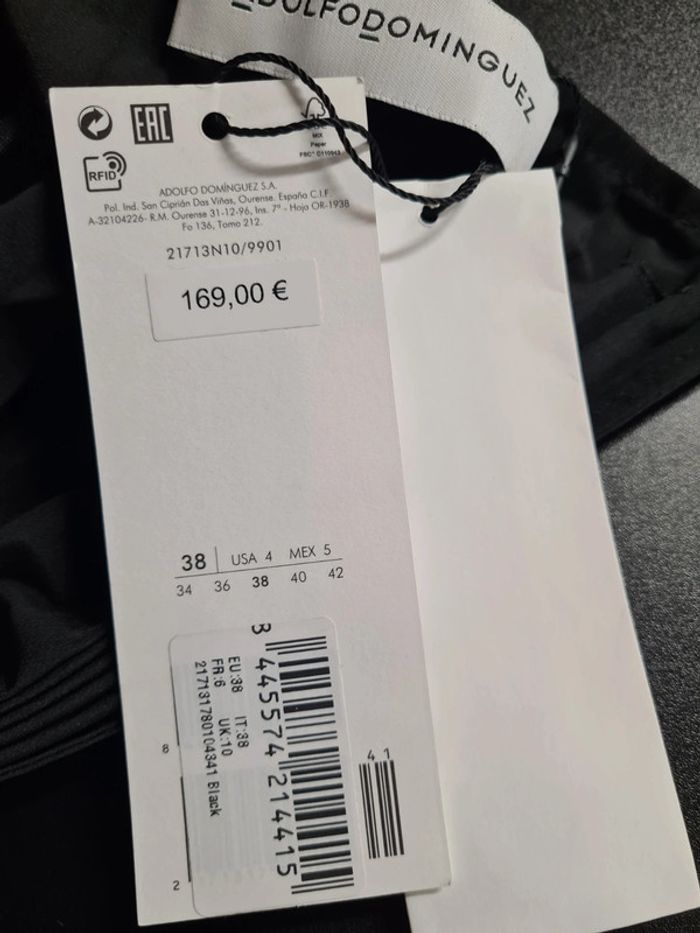 ADOLFODOMINGUEZ
EAC
RFID
MIX
Paper
ADOLFO DOMÍNGUEZ S.A.
Pol. Ind. San Ciprián Das Viñas, Ourense. España C.I.F.
A-32104226- R.M. Ourense 31-12-96, Ins. 7ª - Hoja OR-1938
Fo 136, Tomo 212.
21713N10/9901
169,00 €
38 USA 4 MEX 5
34 36 38 40 42
EU:38 IT:38
FR:6 UK:10
217131780104341 Black
3 445574 214415
41
8
2